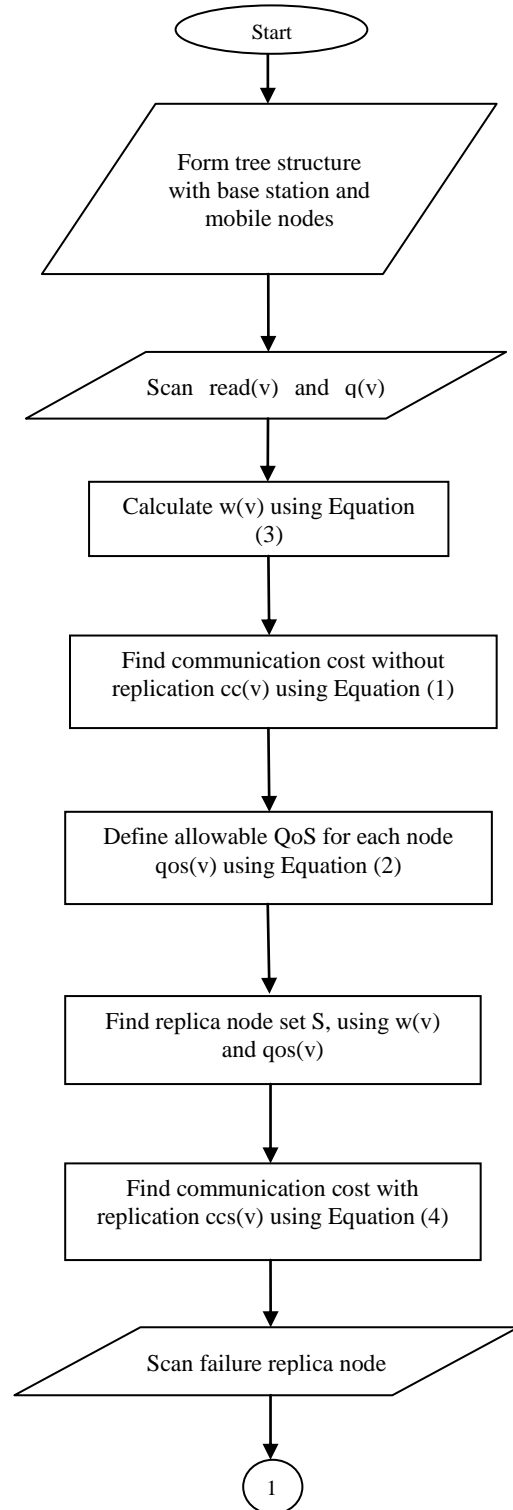 Start
Form tree structure
with base station and
mobile nodes
Scan read(v) and q(v)
Calculate w(v) using Equation
(3)
Find communication cost without
replication cc(v) using Equation (1)
Define allowable QoS for each node
qos(v) using Equation (2)
Find replica node set S, using w(v)
and qos(v)
Find communication cost with
replication ccs(v) using Equation (4)
Scan failure replica node
1